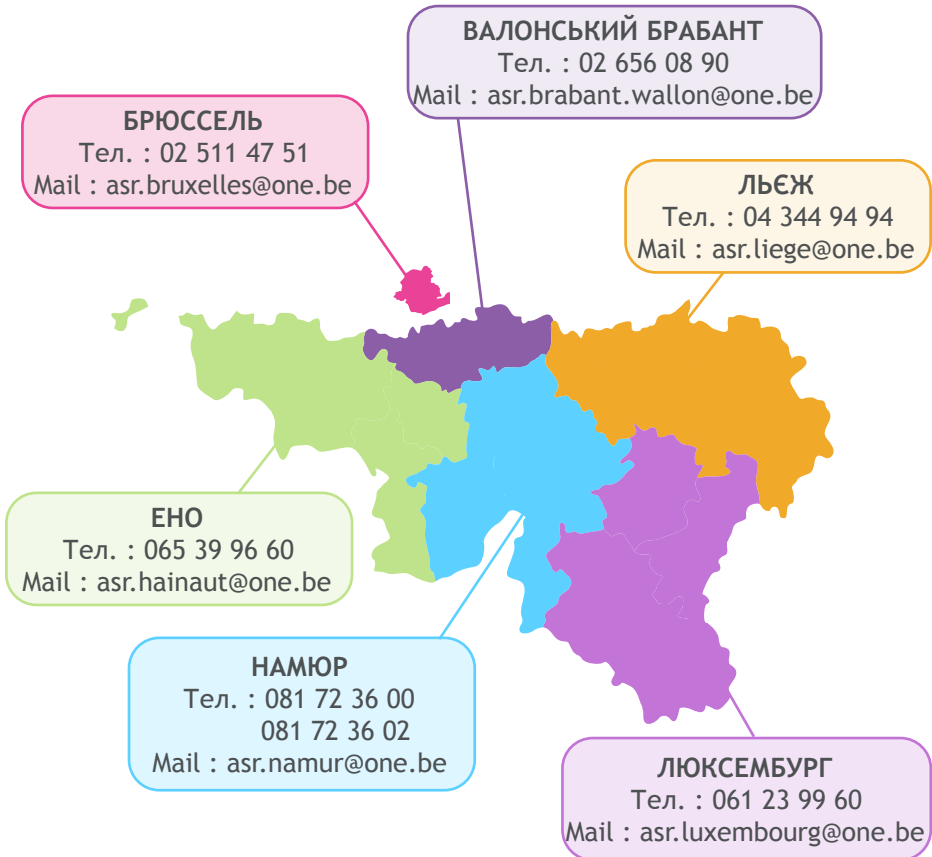 ВАЛОНСЬКИЙ БРАБАНТ
Тел. : 02 656 08 90
Mail : asr.brabant.wallon@one.be
БРЮССЕЛЬ
Тел. : 02 511 47 51
Mail : asr.bruxelles@one.be
ЛЬЄЖ
Тел. : 04 344 94 94
Mail : asr.liege@one.be
ЕНО
Тел. : 065 39 96 60
Mail : asr.hainaut@one.be
НАМЮР
Тел. : 081 72 36 00
081 72 36 02
Mail : asr.namur@one.be
ЛЮКСЕМБУРГ
Тел. : 061 23 99 60
Mail : asr.luxembourg@one.be